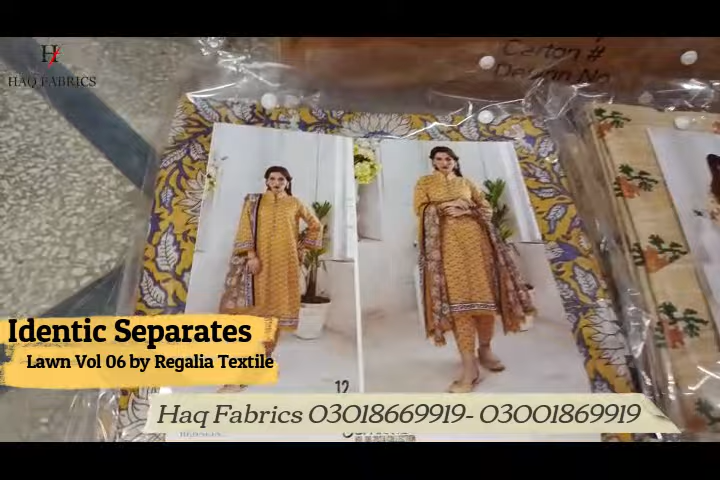 HAQ FABRICS
Carton #
Design No
Identic Separates
Lawn Vol 06 by Regalia Textile
12
Haq Fabrics 03018669919- 03001869919